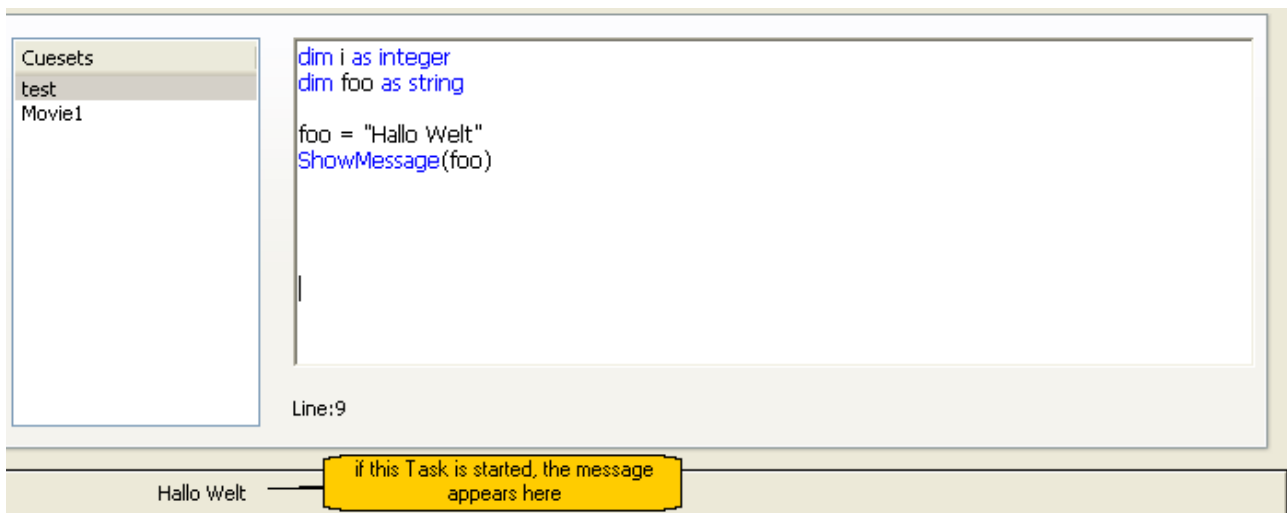 Cuesets
test
Movie1
dim i as integer
dim foo as string
foo = "Hallo Welt"
ShowMessage(foo)
Line:9
Hallo Welt
if this Task is started, the message
appears here